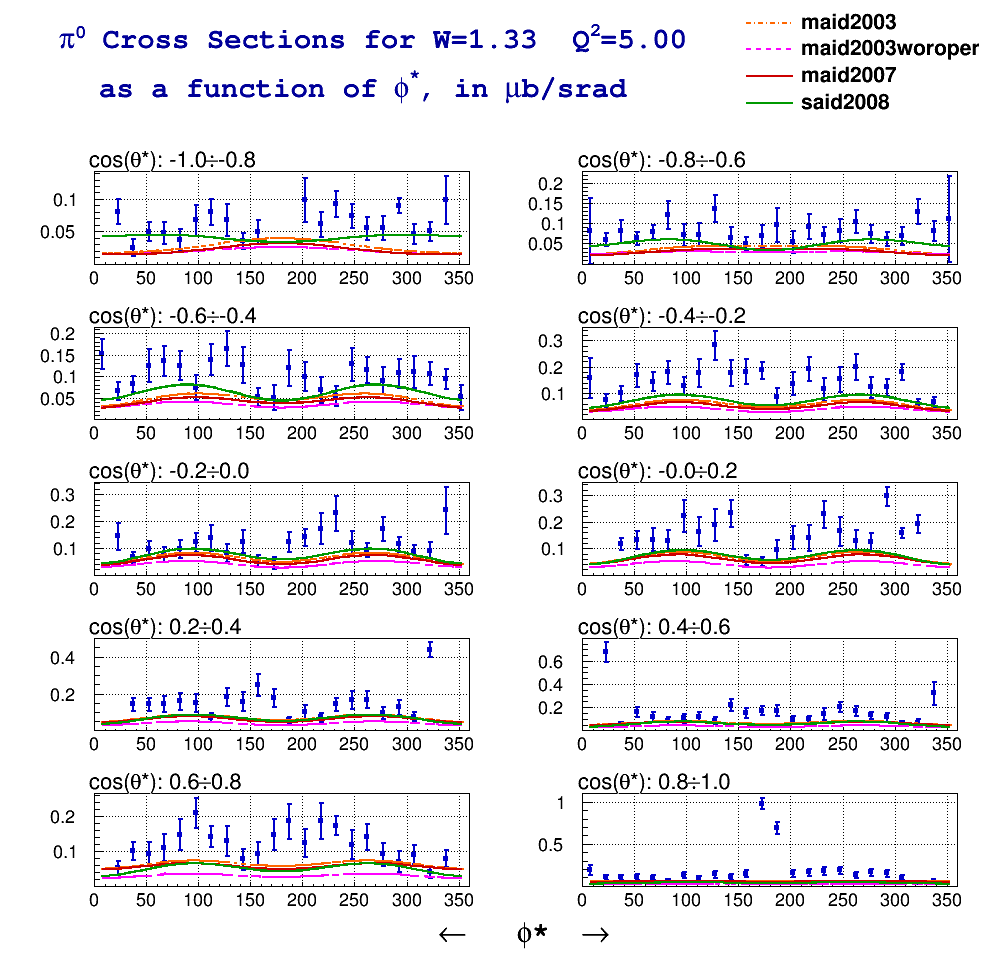 π⁰ Cross Sections for W=1.33 Q²=5.00
as a function of ϕ*, in μb/srad
maid2003
maid2003woroper
maid2007
said2008
cos(θ*): -1.0÷-0.8
0.1
0.05
0 50 100 150 200 250 300 350
cos(θ*): -0.8÷-0.6
0.2
0.15
0.1
0.05
0 50 100 150 200 250 300 350
cos(θ*): -0.6÷-0.4
0.2
0.15
0.1
0.05
0 50 100 150 200 250 300 350
cos(θ*): -0.4÷-0.2
0.3
0.2
0.1
0 50 100 150 200 250 300 350
cos(θ*): -0.2÷0.0
0.3
0.2
0.1
0 50 100 150 200 250 300 350
cos(θ*): -0.0÷0.2
0.3
0.2
0.1
0 50 100 150 200 250 300 350
cos(θ*): 0.2÷0.4
0.4
0.2
0 50 100 150 200 250 300 350
cos(θ*): 0.4÷0.6
0.6
0.4
0.2
0 50 100 150 200 250 300 350
cos(θ*): 0.6÷0.8
0.2
0.1
0 50 100 150 200 250 300 350
cos(θ*): 0.8÷1.0
1
0.5
0 50 100 150 200 250 300 350
← ϕ* →